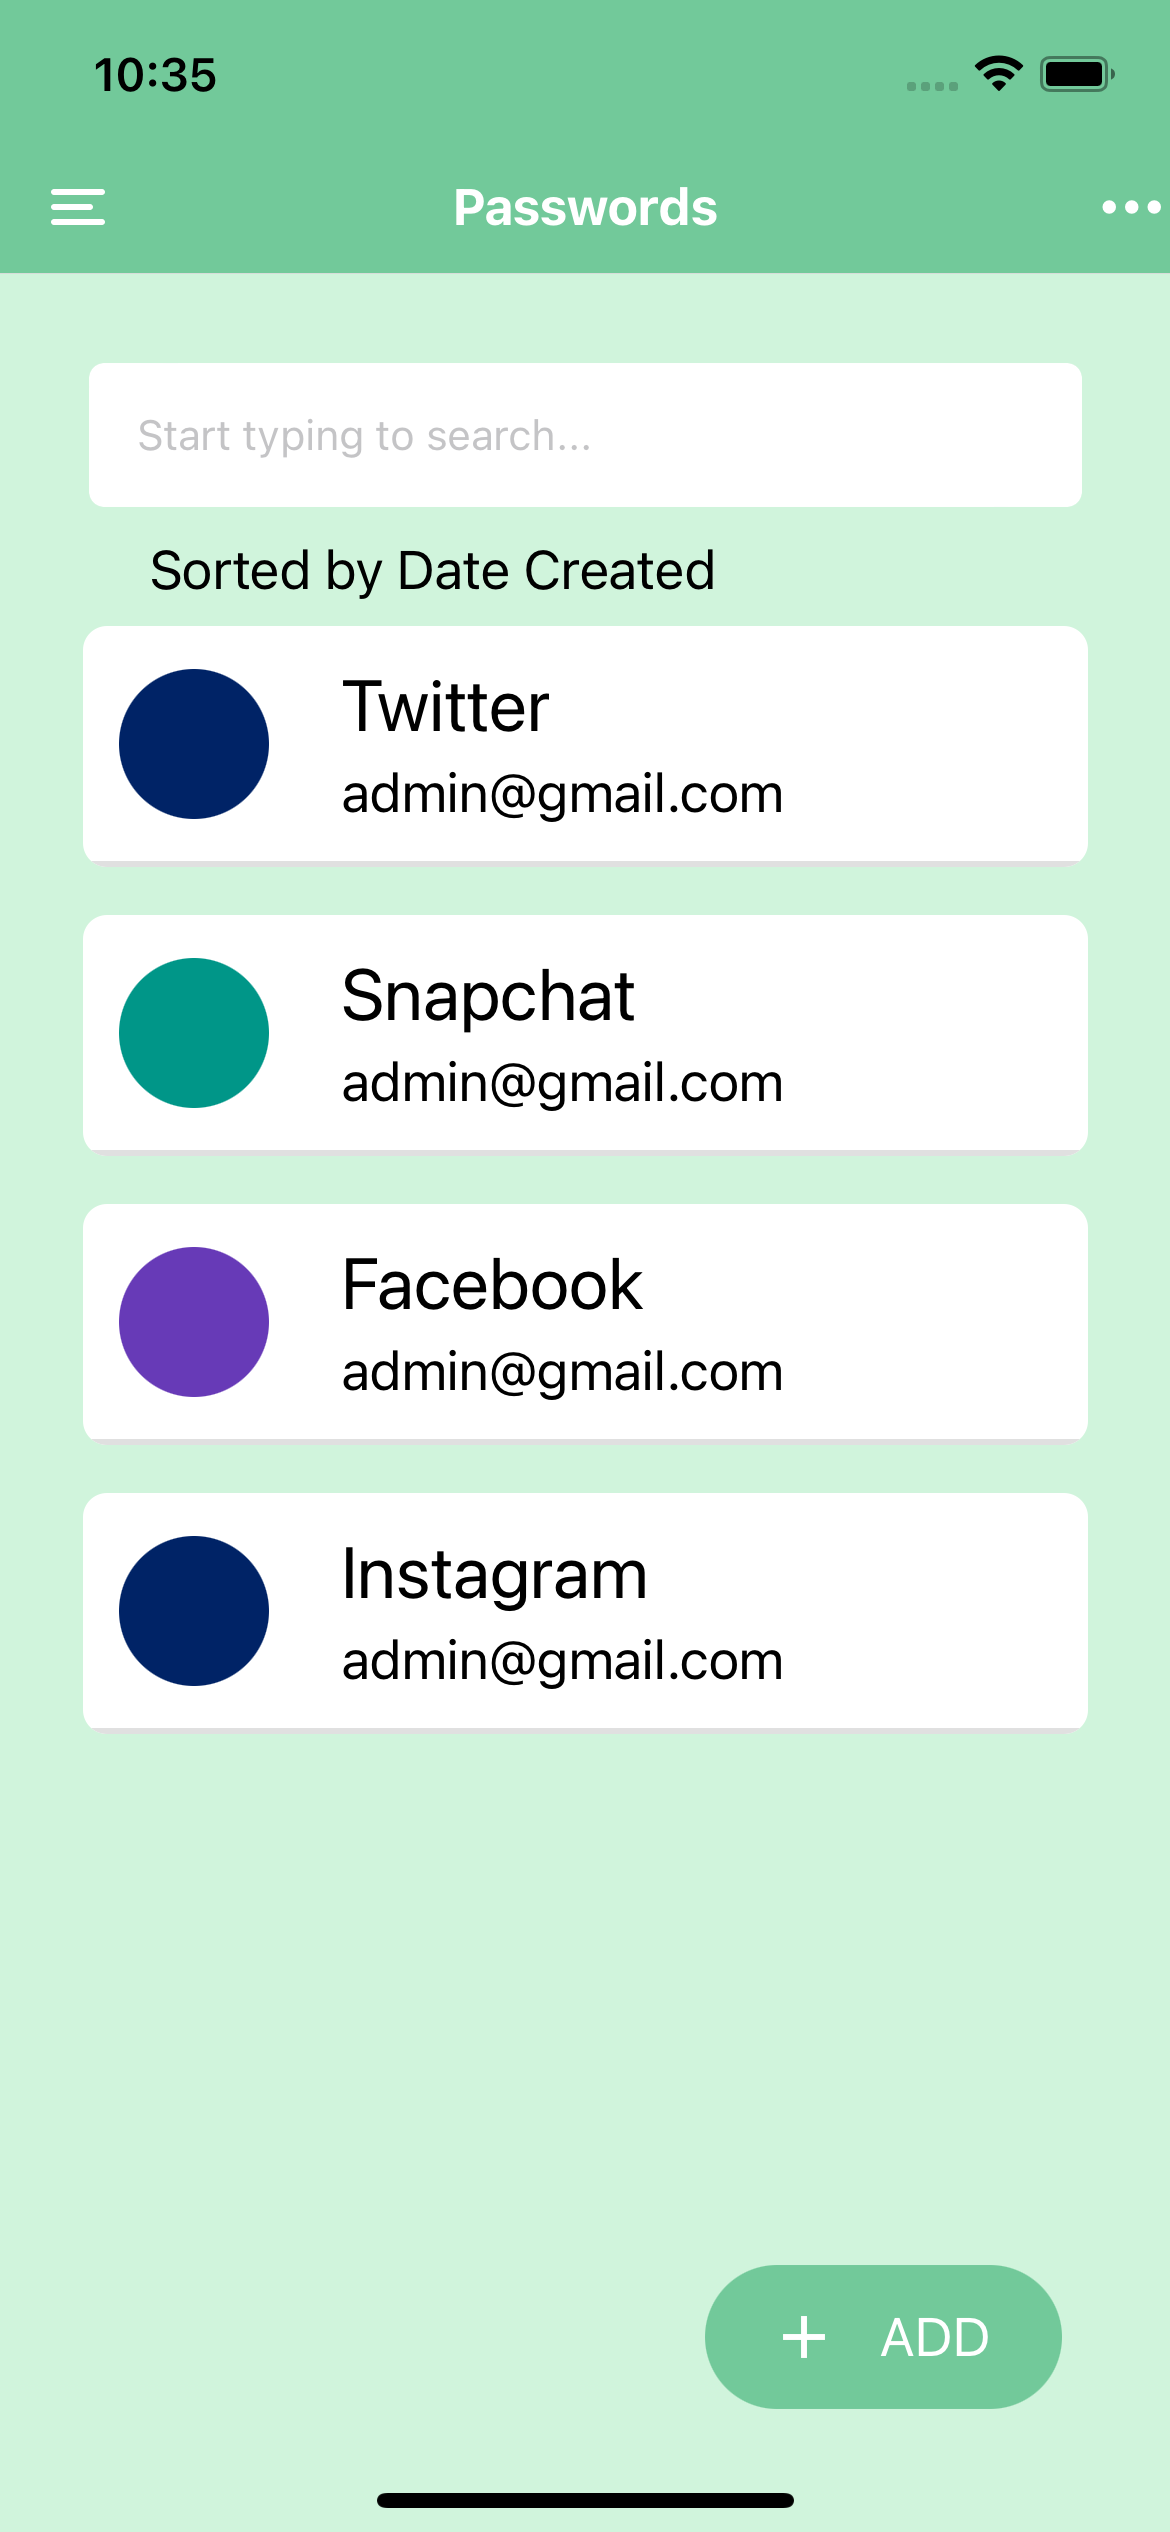 10:35
Passwords
Start typing to search...
Sorted by Date Created
Twitter
admin@gmail.com
Snapchat
admin@gmail.com
Facebook
admin@gmail.com
Instagram
admin@gmail.com
ADD